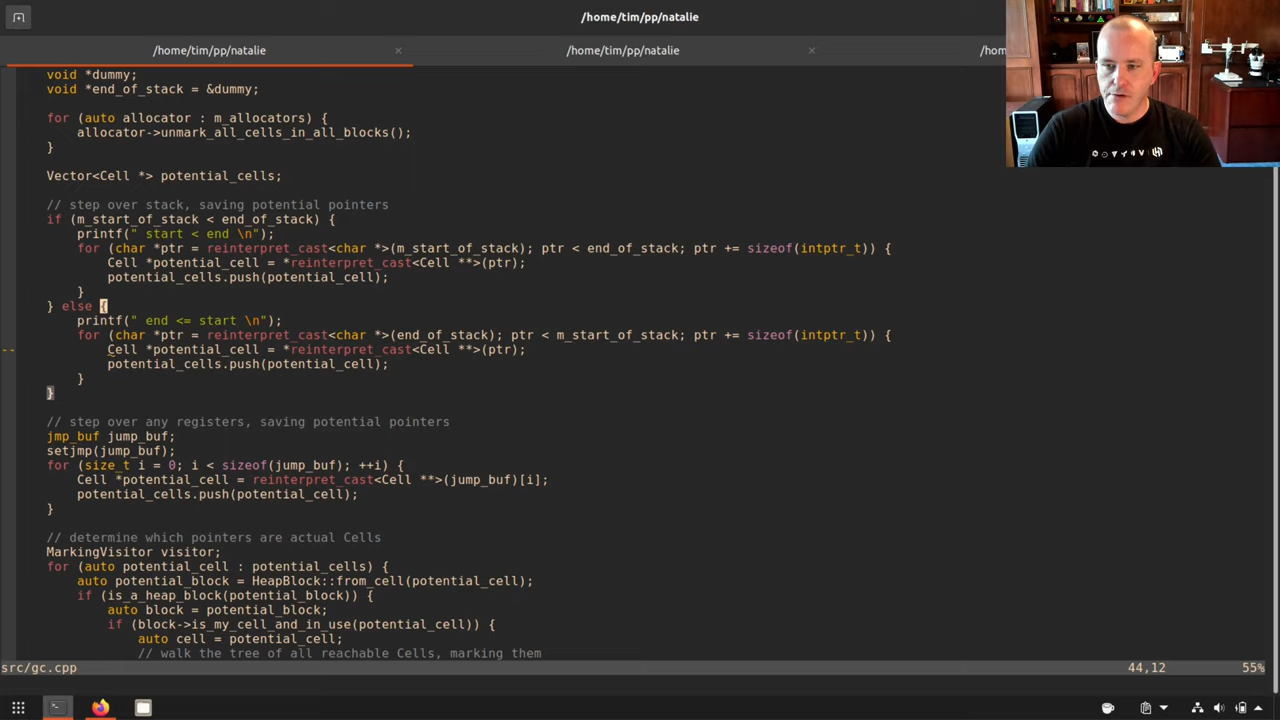 /home/tim/pp/natalie
/home/tim/pp/natalie × /home/tim/pp/natalie × /hom
void *dummy;
void *end_of_stack = &dummy;
for (auto allocator : m_allocators) {
allocator->unmark_all_cells_in_all_blocks();
}
Vector<Cell *> potential_cells;
// step over stack, saving potential pointers
if (m_start_of_stack < end_of_stack) {
printf(" start < end \n");
for (char *ptr = reinterpret_cast<char *>(m_start_of_stack); ptr < end_of_stack; ptr += sizeof(intptr_t)) {
Cell *potential_cell = *reinterpret_cast<Cell **>(ptr);
potential_cells.push(potential_cell);
}
} else {
printf(" end <= start \n");
for (char *ptr = reinterpret_cast<char *>(end_of_stack); ptr < m_start_of_stack; ptr += sizeof(intptr_t)) {
-- Cell *potential_cell = *reinterpret_cast<Cell **>(ptr);
potential_cells.push(potential_cell);
}
}
// step over any registers, saving potential pointers
jmp_buf jump_buf;
setjmp(jump_buf);
for (size_t i = 0; i < sizeof(jump_buf); ++i) {
Cell *potential_cell = reinterpret_cast<Cell **>(jump_buf)[i];
potential_cells.push(potential_cell);
}
// determine which pointers are actual Cells
MarkingVisitor visitor;
for (auto potential_cell : potential_cells) {
auto potential_block = HeapBlock::from_cell(potential_cell);
if (is_a_heap_block(potential_block)) {
auto block = potential_block;
if (block->is_my_cell_and_in_use(potential_cell)) {
auto cell = potential_cell;
// walk the tree of all reachable Cells, marking them
src/gc.cpp 44,12 55%